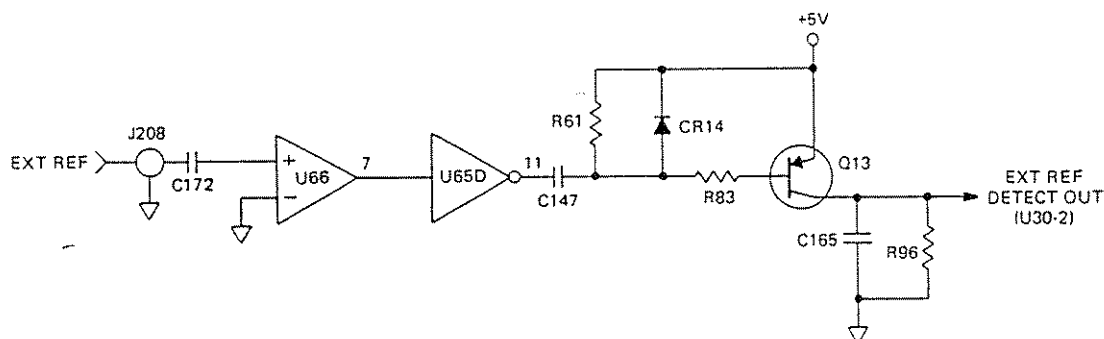 +5V
J208
EXT REF
C172
+
−
U66
7
U65D
11
C147
R61
CR14
R83
Q13
C165
R96
EXT REF
DETECT OUT
(U30-2)